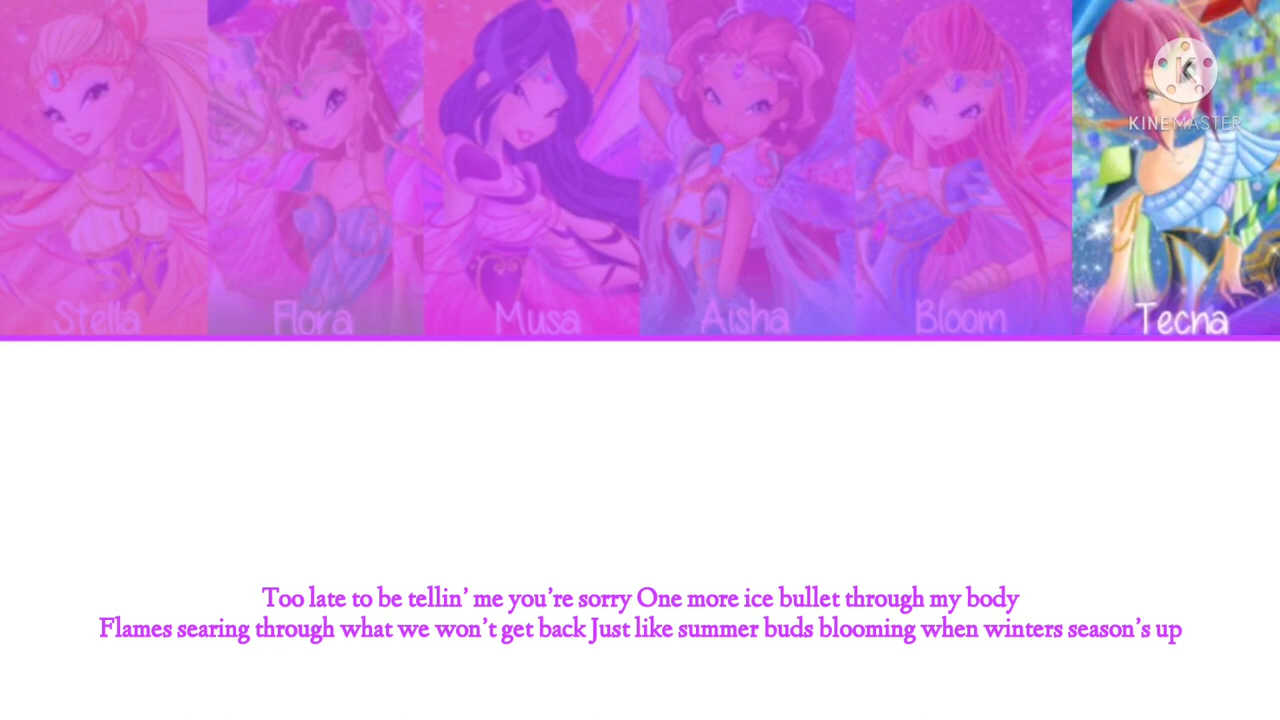 K
KINEMASTER
Stella Flora Musa Aisha Bloom Tecna
Too late to be tellin’ me you’re sorry One more ice bullet through my body
Flames searing through what we won’t get back Just like summer buds blooming when winters season’s up